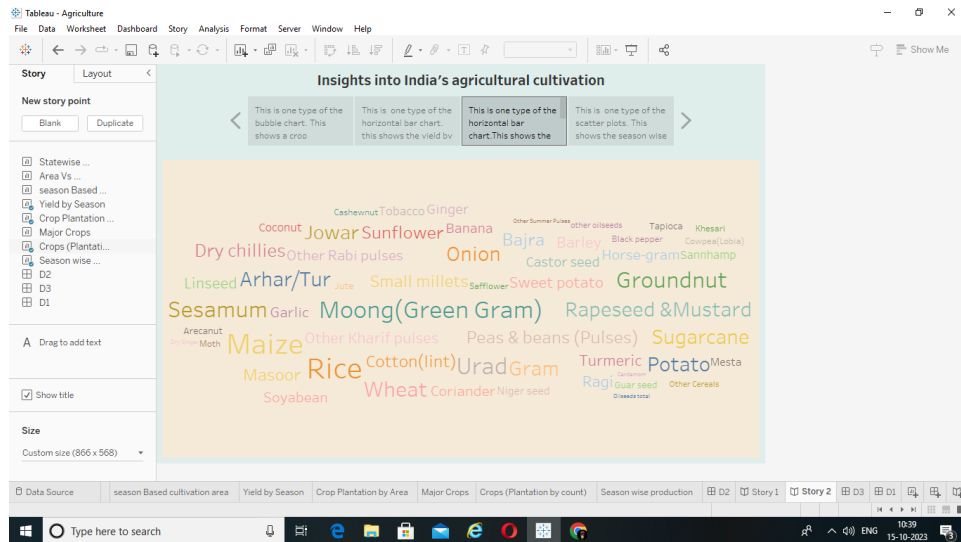 Tableau - Agriculture
File Data Worksheet Dashboard Story Analysis Format Server Window Help
Show Me
Story Layout
New story point
Blank Duplicate
Statewise ...
Area Vs ...
season Based ...
Yield by Season
Crop Plantation ...
Major Crops
Crops (Plantati...
Season wise ...
D2
D3
D1
A Drag to add text
Show title
Size
Custom size (866 x 568)
Insights into India's agricultural cultivation
This is one type of the
bubble chart. This
shows a crop
This is one type of the
horizontal bar chart.
this shows the yield by
This is one type of the
horizontal bar
chart.This shows the
This is one type of the
scatter plots. This
shows the season wise
Cashewnut Tobacco Ginger
Coconut Jowar Sunflower Banana Other Summer Pulses other oilseeds Tapioca Khesari
Dry chillies Other Rabi pulses Onion Bajra Barley Black pepper Cowpea(Lobia)
Castor seed Horse-gram Sannhamp
Linseed Arhar/Tur Jute Small millets Safflower Sweet potato Groundnut
Sesamum Garlic Moong(Green Gram) Rapeseed &Mustard
Arecanut
Dry Ginger Moth Maize Other Kharif pulses Peas & beans (Pulses) Sugarcane
Masoor Rice Cotton(lint) Urad Gram Turmeric Potato Mesta
Cardamom
Soyabean Wheat Coriander Niger seed Ragi Guar seed Other Cereals
Oilseeds total
Data Source season Based cultivation area Yield by Season Crop Plantation by Area Major Crops Crops (Plantation by count) Season wise production D2 Story 1 Story 2 D3 D1
Type here to search
ENG
10:39
15-10-2023
3